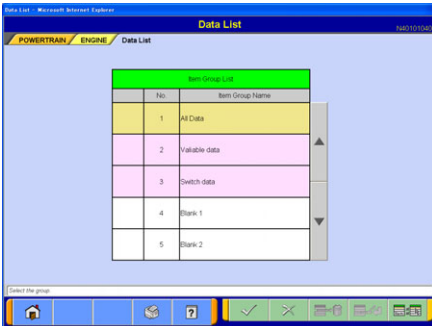 Data List - Microsoft Internet Explorer
Data List
N40101040
POWERTRAIN ENGINE Data List
Item Group List
No. Item Group Name
1 All Data
2 Valiable data
3 Switch data
4 Blank 1
5 Blank 2
Select the group.
?